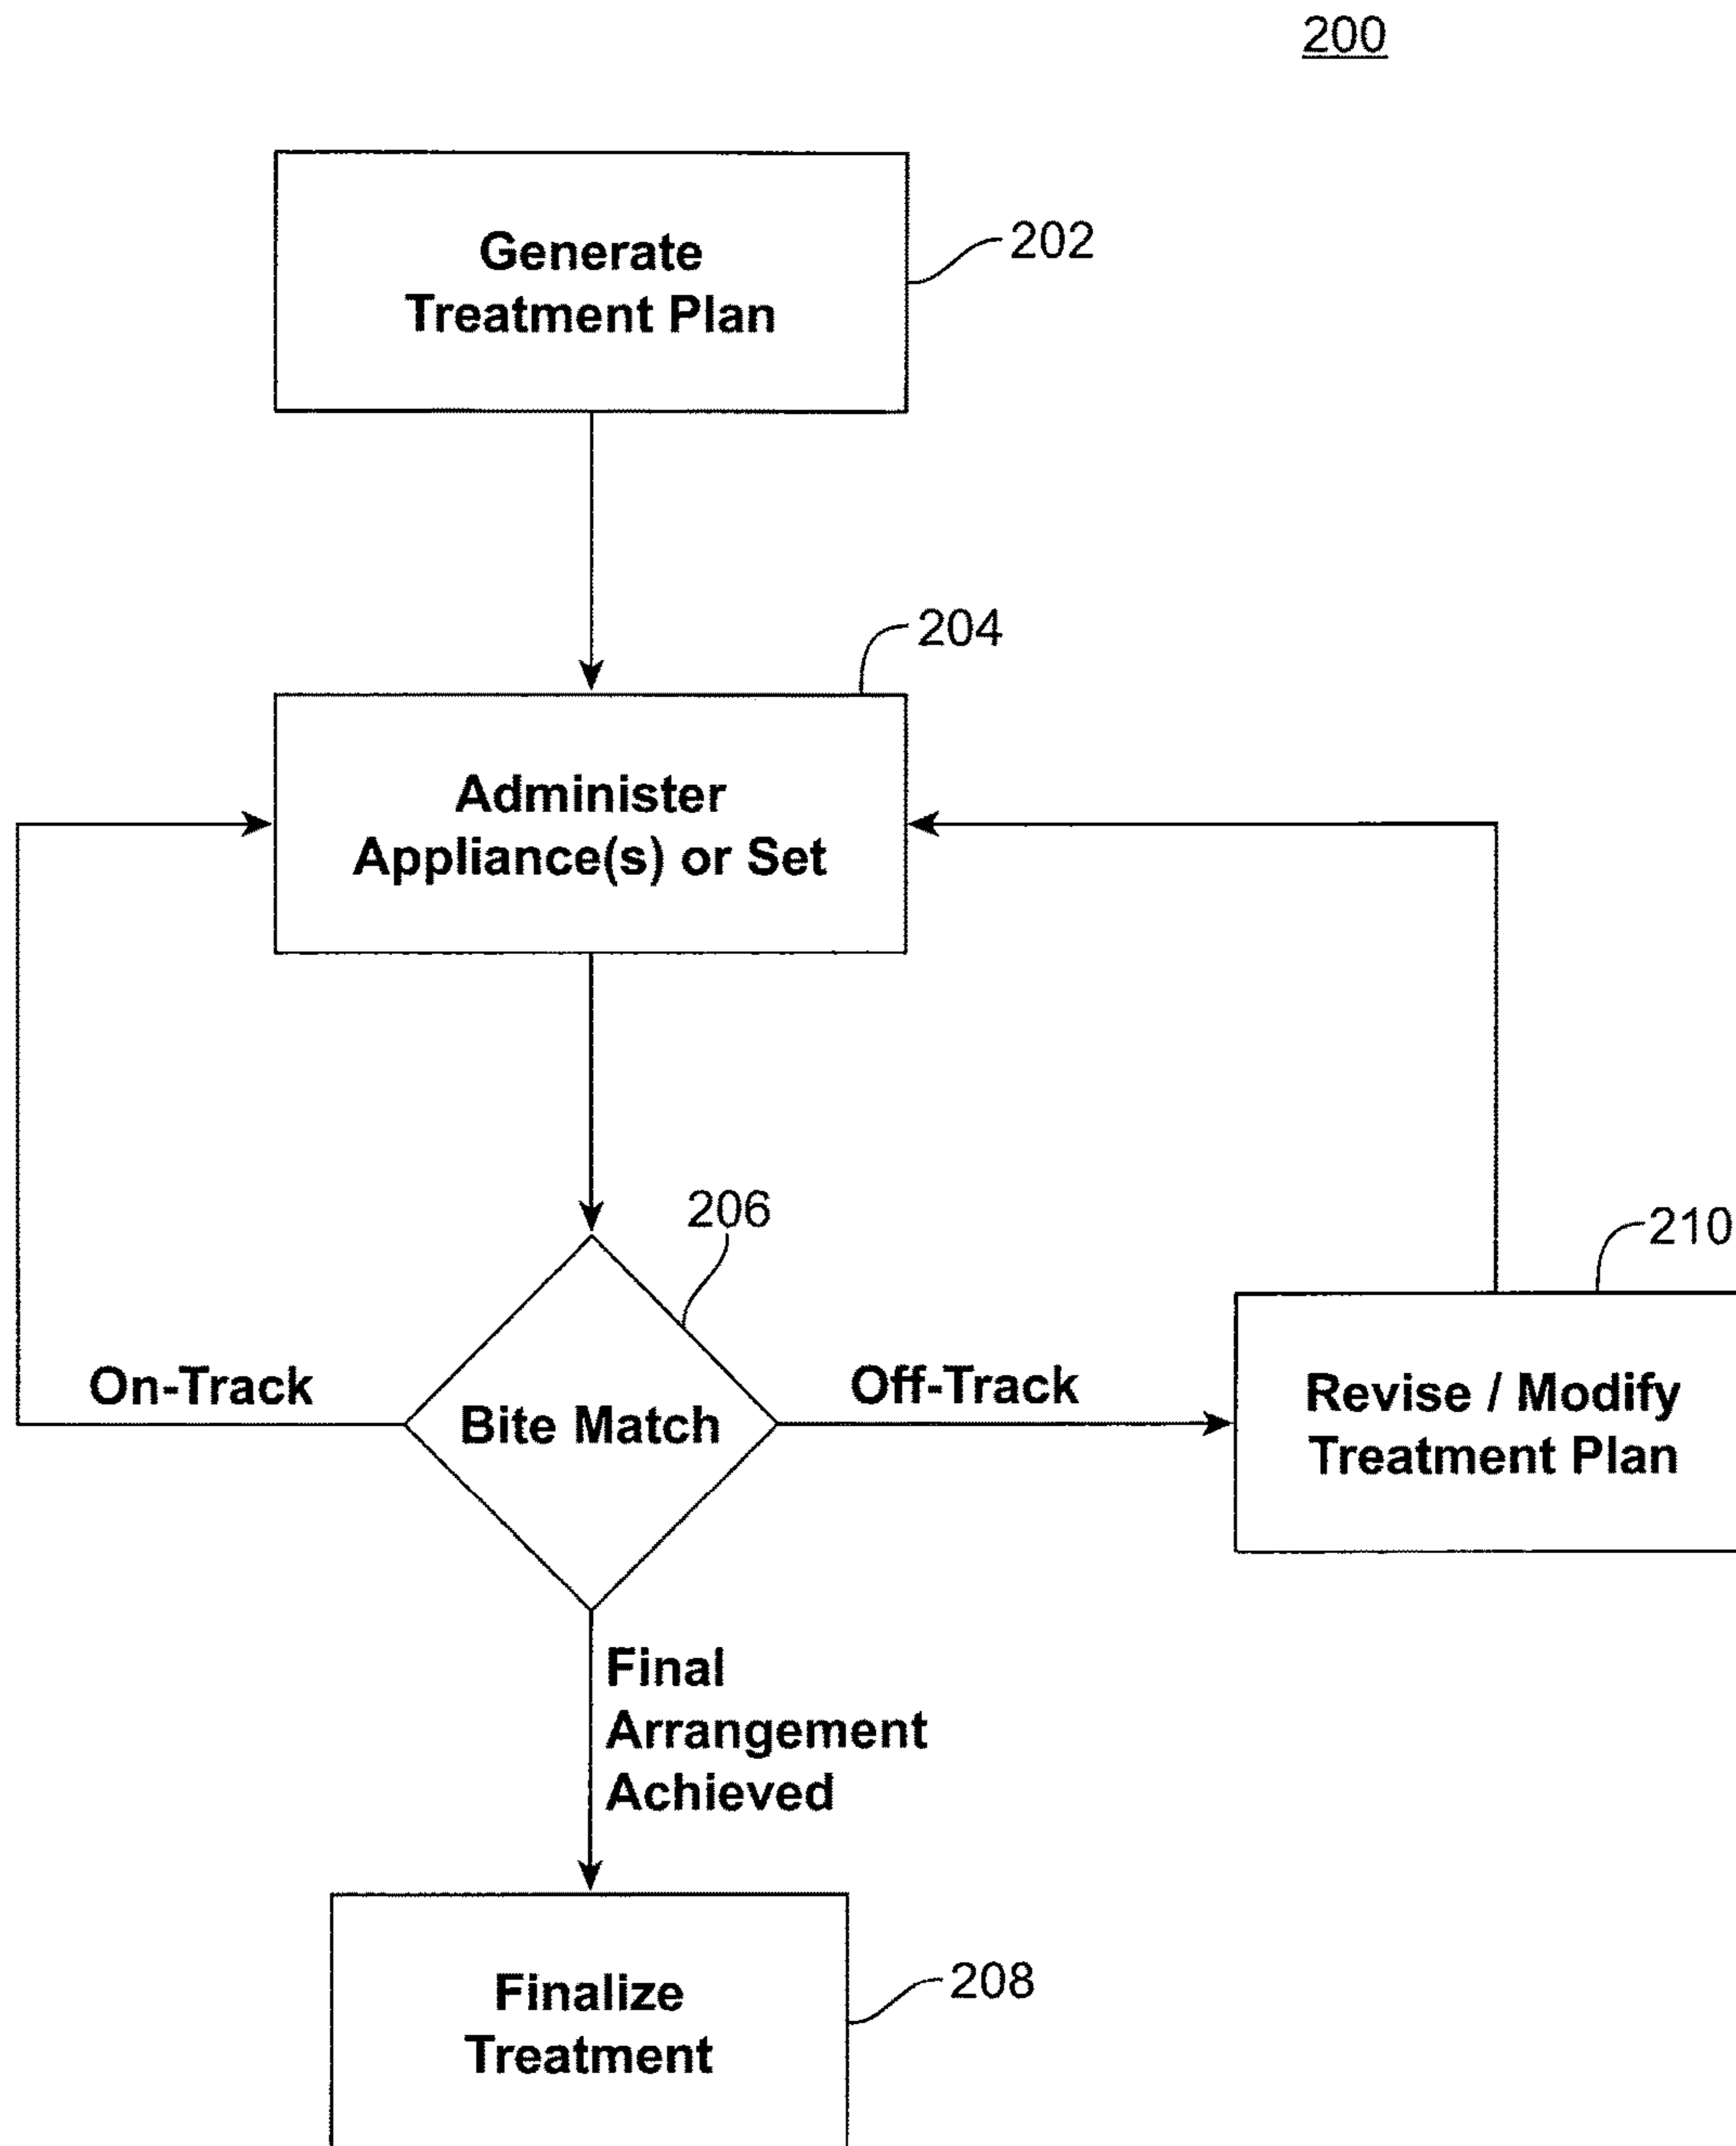 200
Generate
Treatment Plan
202
204
Administer
Appliance(s) or Set
206
210
On-Track
Bite Match
Off-Track
Revise / Modify
Treatment Plan
Final
Arrangement
Achieved
Finalize
Treatment
208